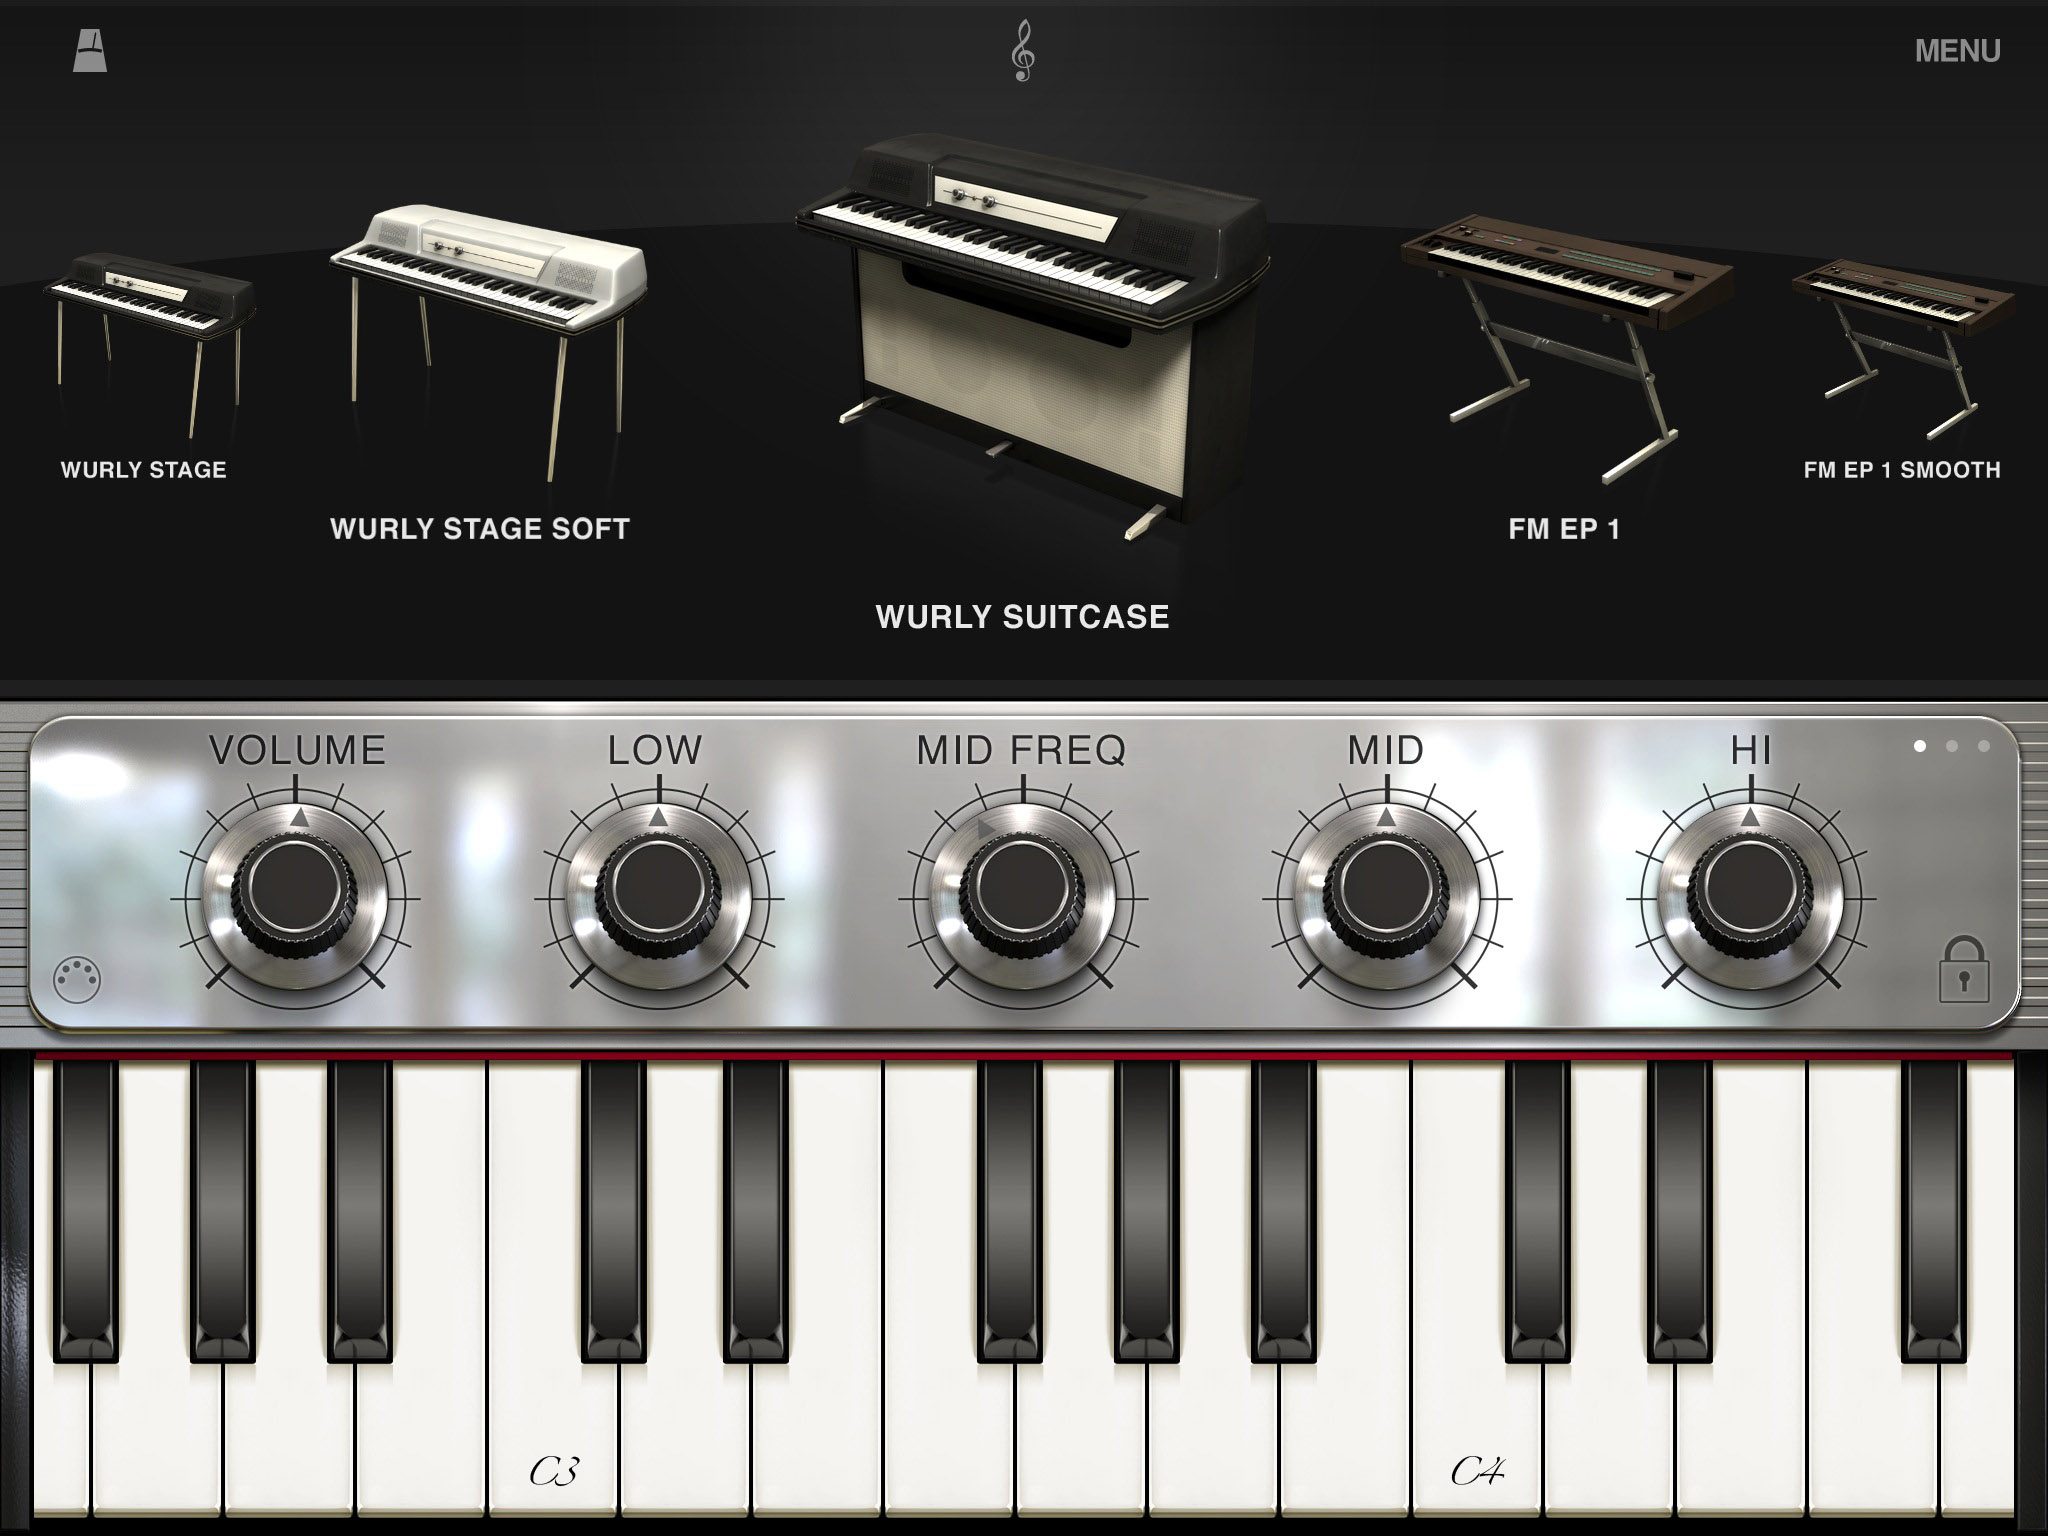 MENU
WURLY STAGE
WURLY STAGE SOFT
WURLY SUITCASE
FM EP 1
FM EP 1 SMOOTH
VOLUME
LOW
MID FREQ
MID
HI
C3
C4